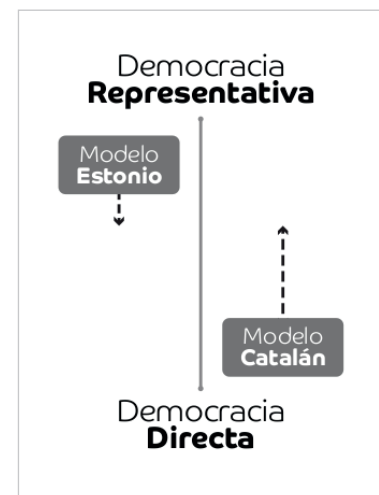 Democracia
Representativa
Modelo
Estonio
Modelo
Catalán
Democracia
Directa